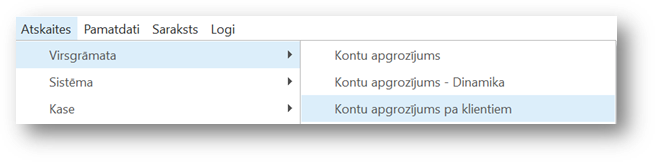 Atskaites Pamatdati Saraksts Logi
Virsgrāmata Kontu apgrozījums
Sistēma Kontu apgrozījums - Dinamika
Kase Kontu apgrozījums pa klientiem